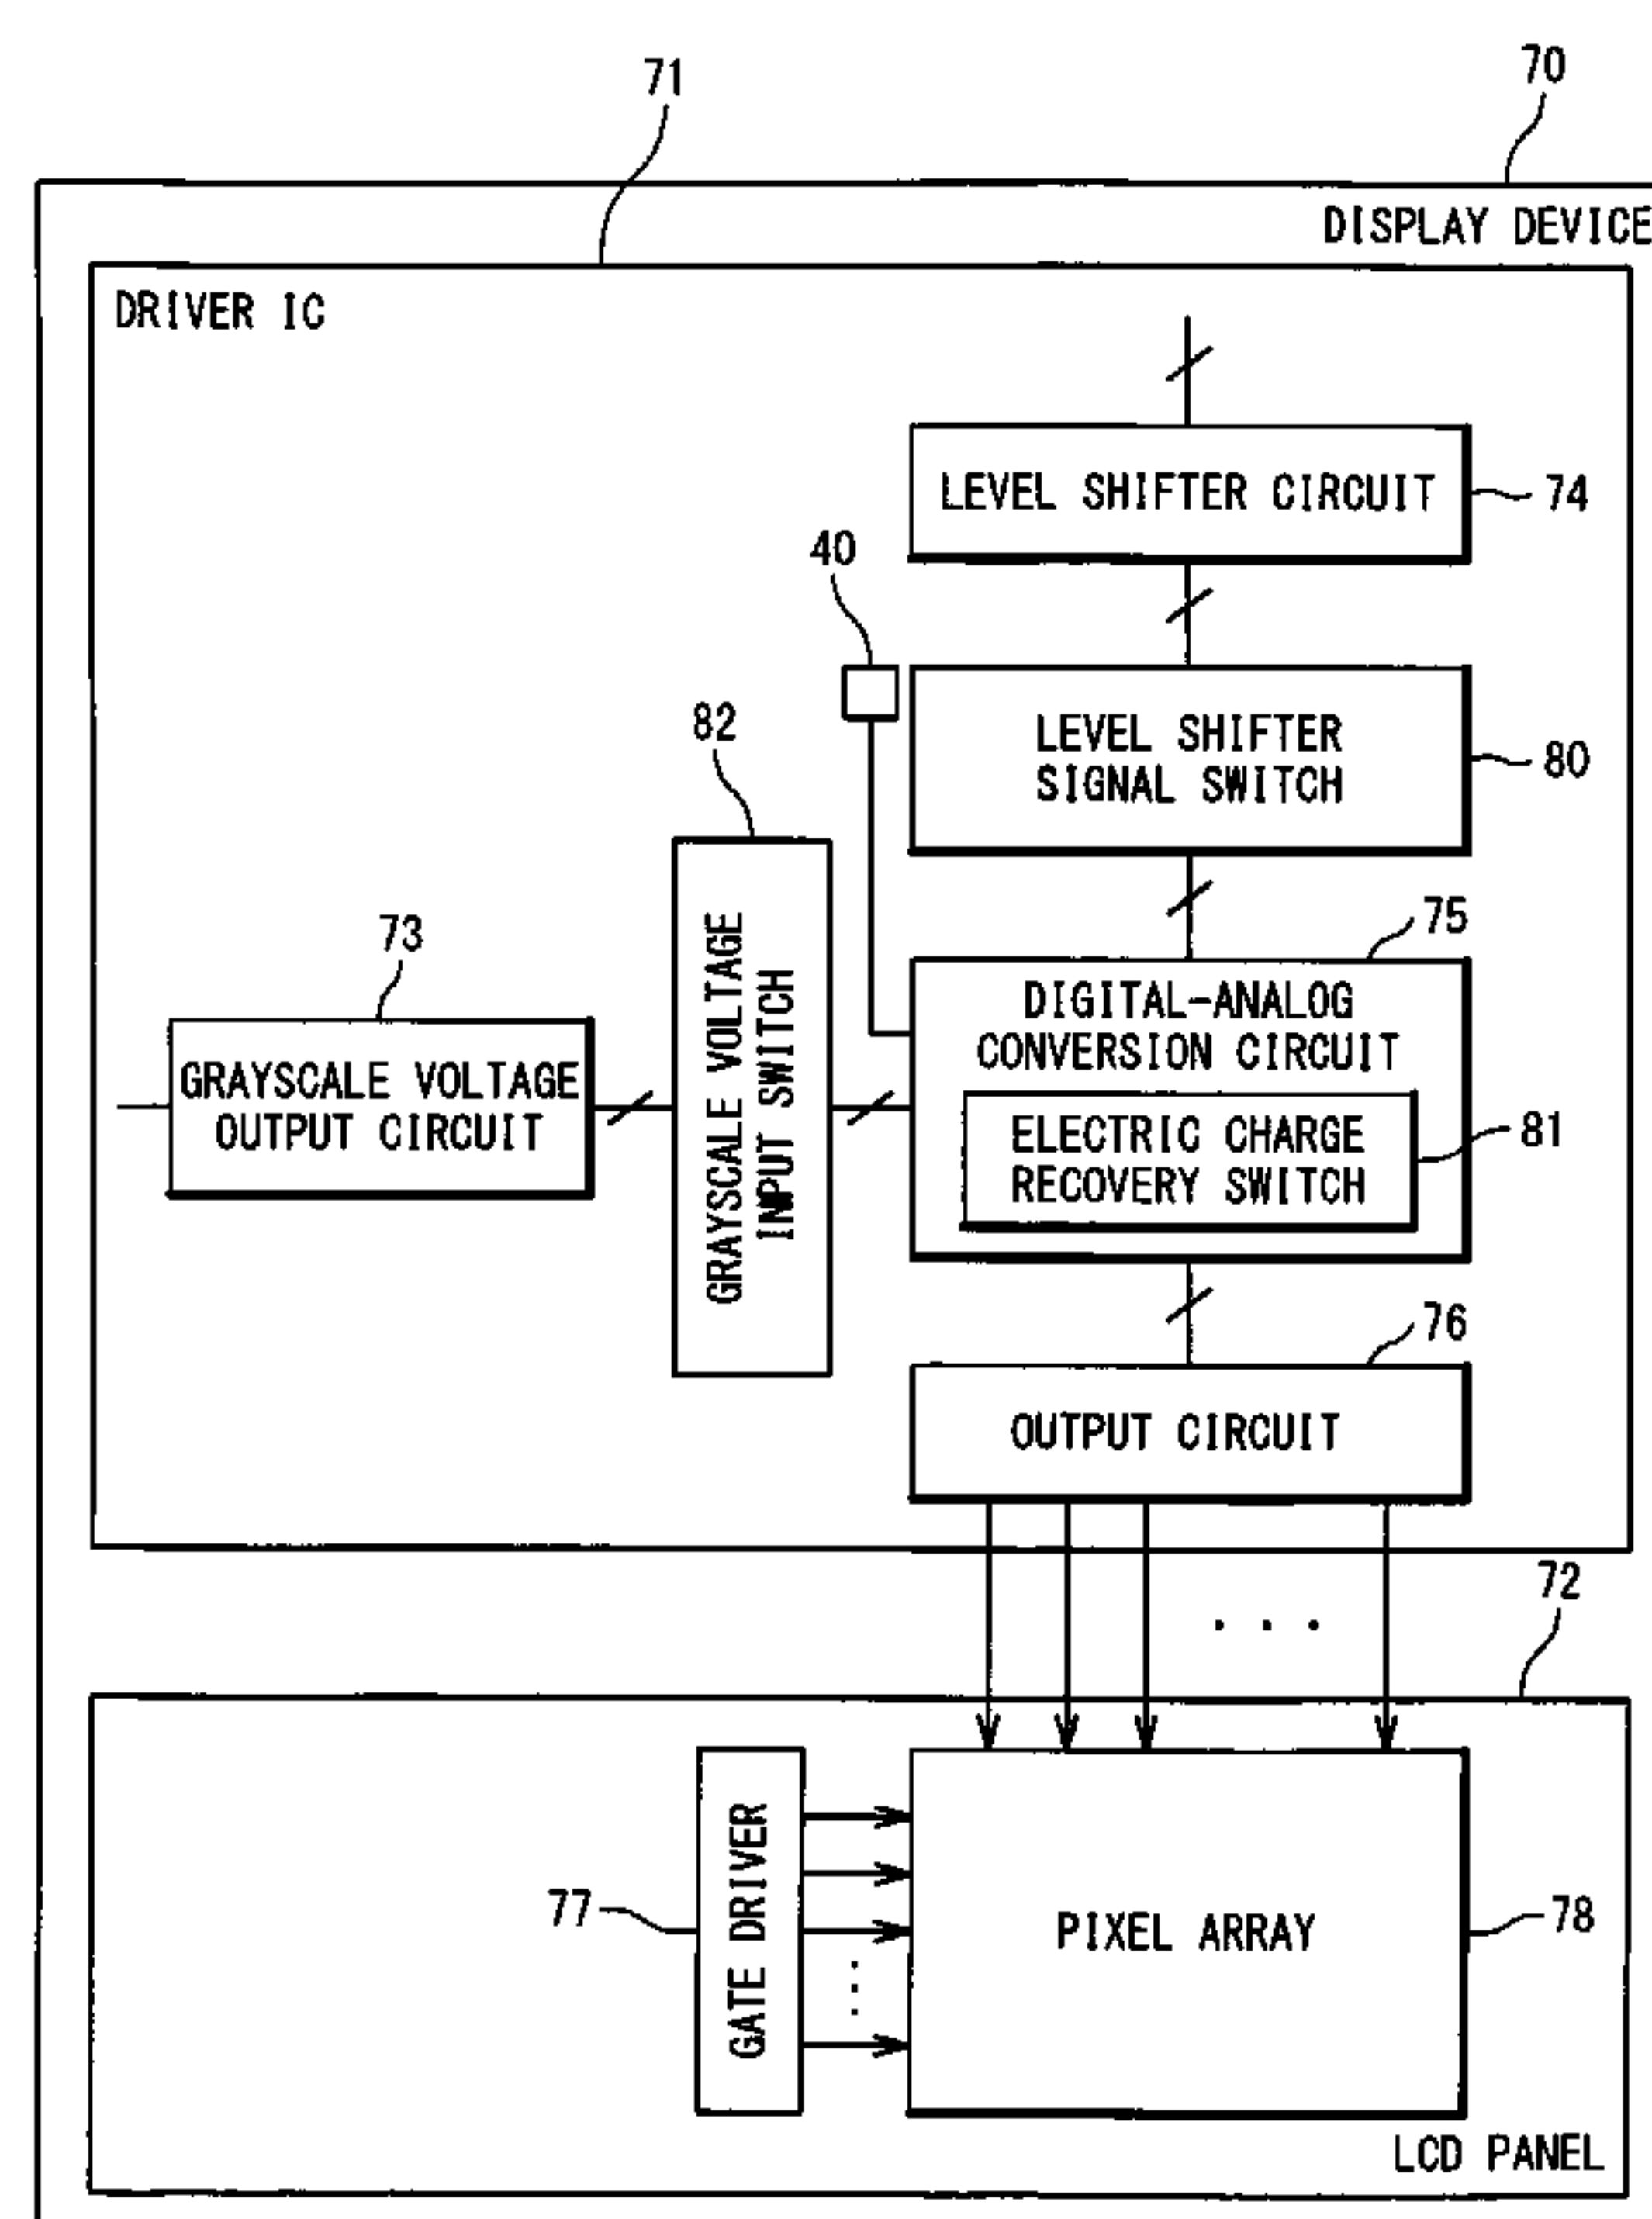 71
70
DISPLAY DEVICE
DRIVER IC
LEVEL SHIFTER CIRCUIT
74
40
LEVEL SHIFTER
SIGNAL SWITCH
80
82
GRAYSCALE VOLTAGE
INPUT SWITCH
73
GRAYSCALE VOLTAGE
OUTPUT CIRCUIT
75
DIGITAL-ANALOG
CONVERSION CIRCUIT
ELECTRIC CHARGE
RECOVERY SWITCH
81
76
OUTPUT CIRCUIT
72
. . .
77
GATE DRIVER
. . .
PIXEL ARRAY
78
LCD PANEL